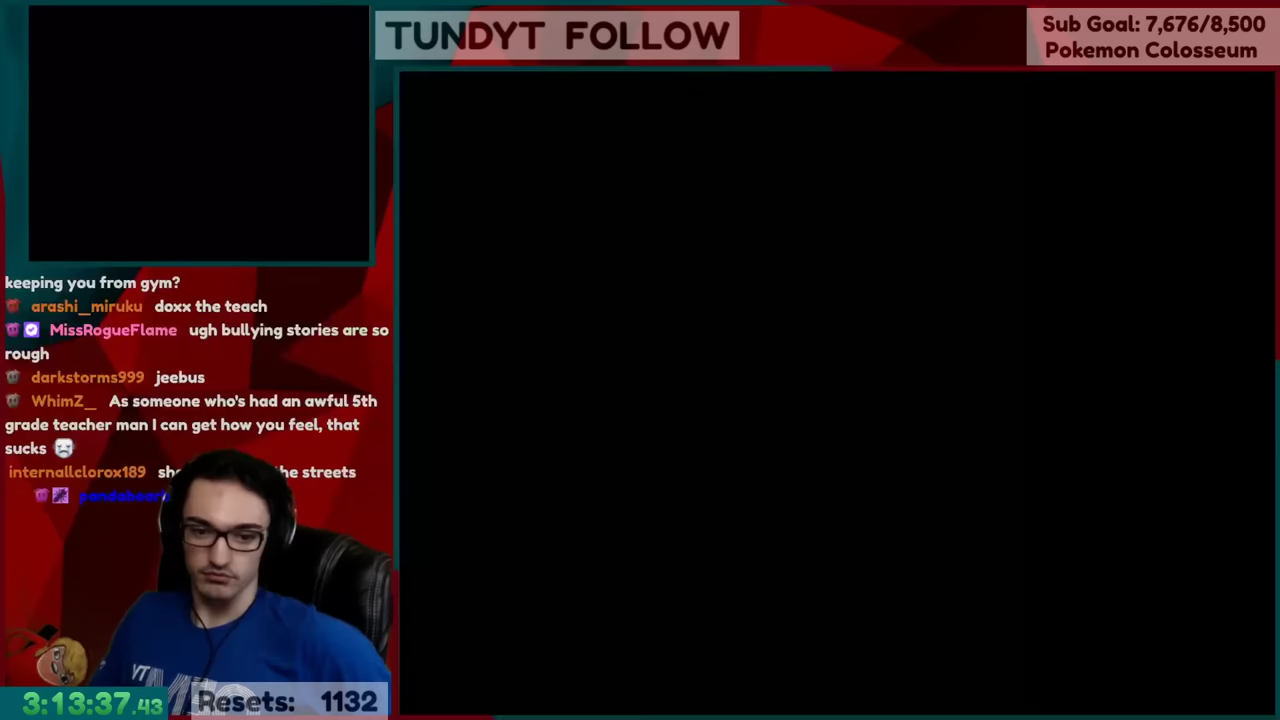 TUNDYT FOLLOW
Sub Goal: 7,676/8,500
Pokemon Colosseum
keeping you from gym?
arashi_miruku doxx the teach
MissRogueFlame ugh bullying stories are so
rough
darkstorms999 jeebus
WhimZ_ As someone who's had an awful 5th
grade teacher man I can get how you feel, that
sucks
internallclorox189 the streets
YT
3:13:37.43
Resets: 1132